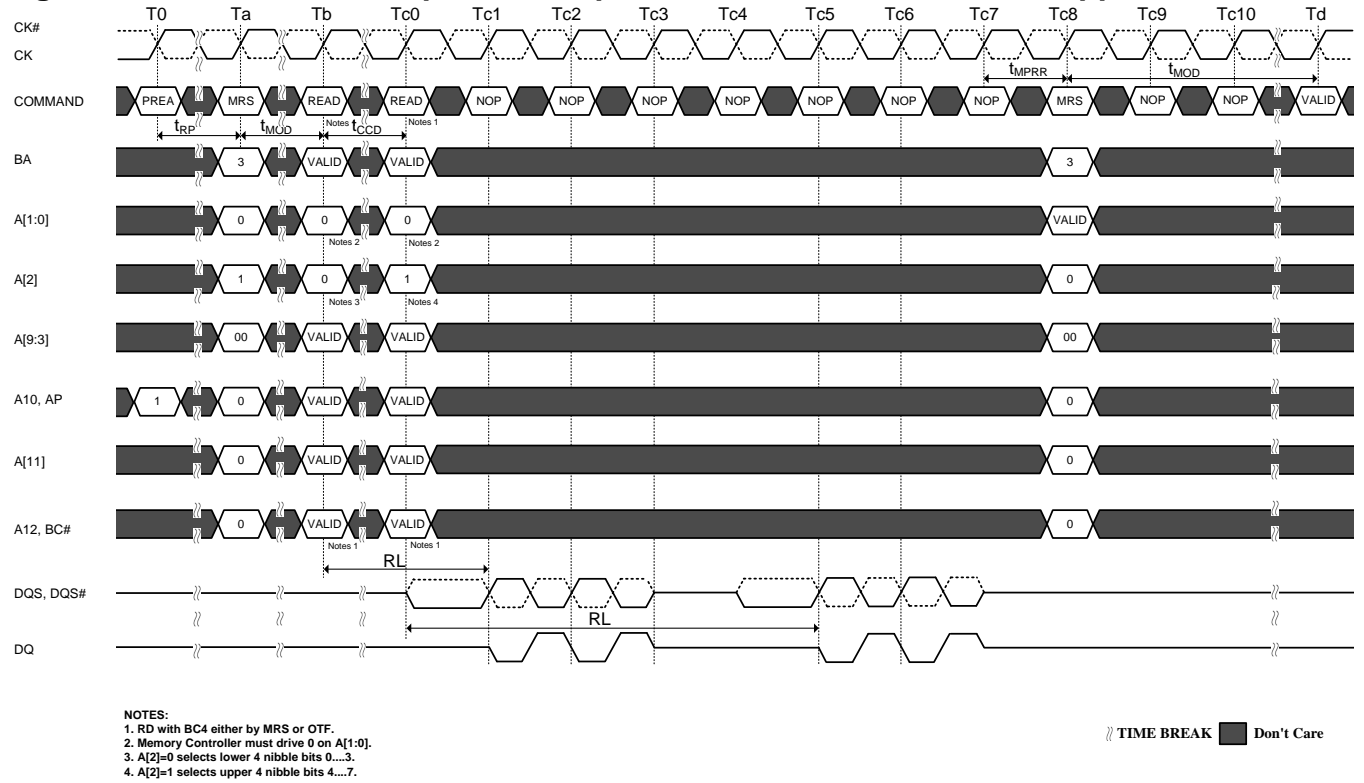 T0 Ta Tb Tc0 Tc1 Tc2 Tc3 Tc4 Tc5 Tc6 Tc7 Tc8 Tc9 Tc10 Td
CK#
CK
tMPRR tMOD
COMMAND PREA MRS READ READ NOP NOP NOP NOP NOP NOP NOP MRS NOP NOP VALID
Notes 1 Notes 1
tRP tMOD tCCD
BA 3 VALID VALID 3
A[1:0] 0 0 0 VALID
Notes 2 Notes 2
A[2] 1 0 1 0
Notes 3 Notes 4
A[9:3] 00 VALID VALID 00
A10, AP 1 0 VALID VALID 0
A[11] 0 VALID VALID 0
A12, BC# 0 VALID VALID 0
Notes 1 Notes 1
RL
DQS, DQS#
RL
DQ
NOTES:
1. RD with BC4 either by MRS or OTF.
2. Memory Controller must drive 0 on A[1:0].
3. A[2]=0 selects lower 4 nibble bits 0....3.
4. A[2]=1 selects upper 4 nibble bits 4....7.
TIME BREAK Don't Care